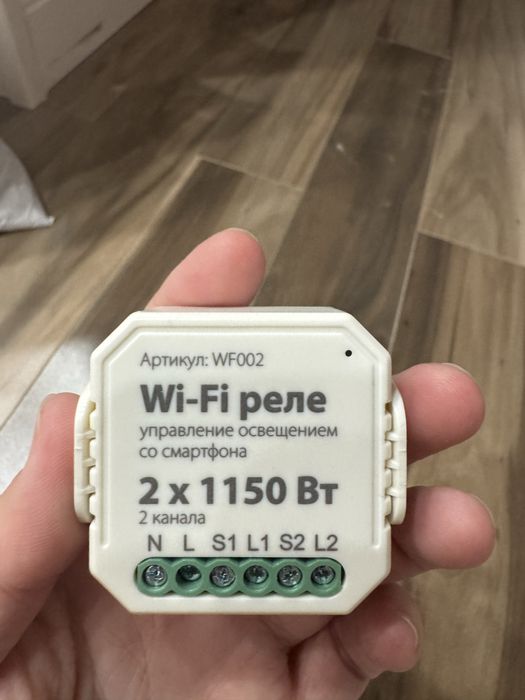 Артикул: WF002
Wi-Fi реле
управление освещением
со смартфона
2 x 1150 Вт
2 канала
N L S1 L1 S2 L2